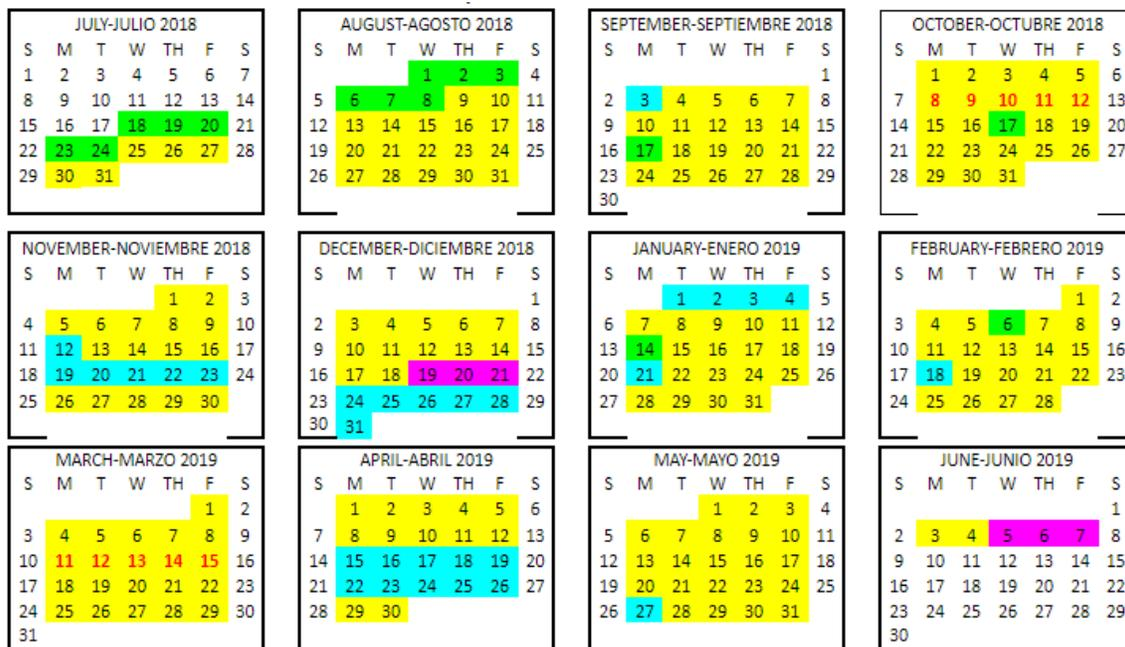 JULY-JULIO 2018
S M T W TH F S
1 2 3 4 5 6 7
8 9 10 11 12 13 14
15 16 17 18 19 20 21
22 23 24 25 26 27 28
29 30 31
AUGUST-AGOSTO 2018
S M T W TH F S
1 2 3 4
5 6 7 8 9 10 11
12 13 14 15 16 17 18
19 20 21 22 23 24 25
26 27 28 29 30 31
SEPTEMBER-SEPTIEMBRE 2018
S M T W TH F S
1
2 3 4 5 6 7 8
9 10 11 12 13 14 15
16 17 18 19 20 21 22
23 24 25 26 27 28 29
30
OCTOBER-OCTUBRE 2018
S M T W TH F S
1 2 3 4 5 6
7 8 9 10 11 12 13
14 15 16 17 18 19 20
21 22 23 24 25 26 27
28 29 30 31
NOVEMBER-NOVIEMBRE 2018
S M T W TH F S
1 2 3
4 5 6 7 8 9 10
11 12 13 14 15 16 17
18 19 20 21 22 23 24
25 26 27 28 29 30
DECEMBER-DICIEMBRE 2018
S M T W TH F S
1
2 3 4 5 6 7 8
9 10 11 12 13 14 15
16 17 18 19 20 21 22
23 24 25 26 27 28 29
30 31
JANUARY-ENERO 2019
S M T W TH F S
1 2 3 4 5
6 7 8 9 10 11 12
13 14 15 16 17 18 19
20 21 22 23 24 25 26
27 28 29 30 31
FEBRUARY-FEBRERO 2019
S M T W TH F S
1 2
3 4 5 6 7 8 9
10 11 12 13 14 15 16
17 18 19 20 21 22 23
24 25 26 27 28
MARCH-MARZO 2019
S M T W TH F S
1 2
3 4 5 6 7 8 9
10 11 12 13 14 15 16
17 18 19 20 21 22 23
24 25 26 27 28 29 30
31
APRIL-ABRIL 2019
S M T W TH F S
1 2 3 4 5 6
7 8 9 10 11 12 13
14 15 16 17 18 19 20
21 22 23 24 25 26 27
28 29 30
MAY-MAYO 2019
S M T W TH F S
1 2 3 4
5 6 7 8 9 10 11
12 13 14 15 16 17 18
19 20 21 22 23 24 25
26 27 28 29 30 31
JUNE-JUNIO 2019
S M T W TH F S
1
2 3 4 5 6 7 8
9 10 11 12 13 14 15
16 17 18 19 20 21 22
23 24 25 26 27 28 29
30